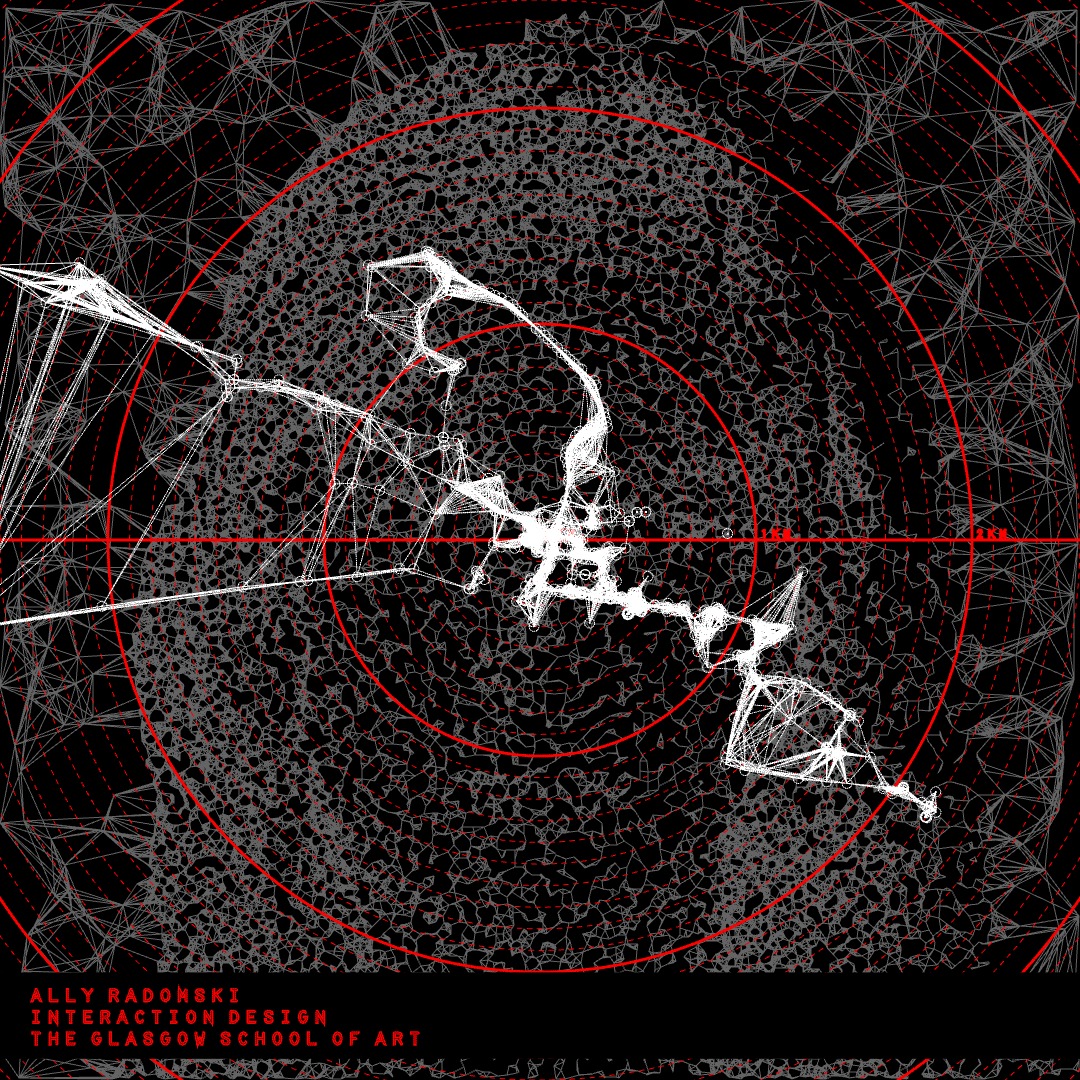 1KM 2KM
ALLY RADOMSKI
INTERACTION DESIGN
THE GLASGOW SCHOOL OF ART